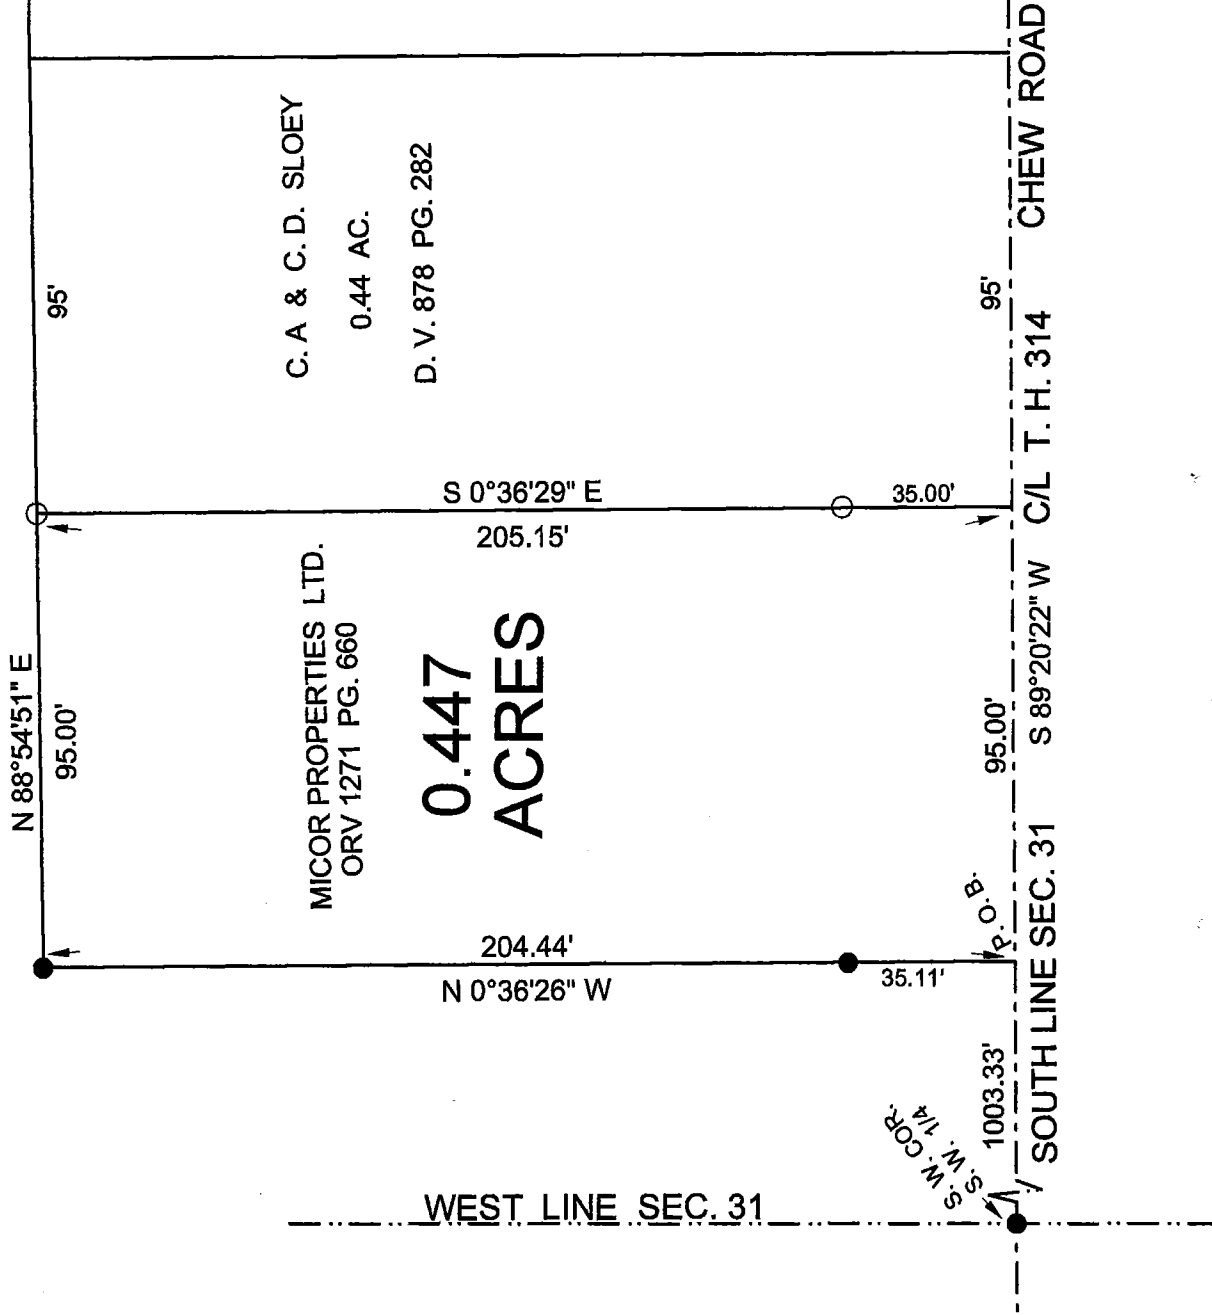 N 88°54'51" E
95.00'
95'
C. A & C. D. SLOEY
0.44 AC.
D. V. 878 PG. 282
MICOR PROPERTIES LTD.
ORV 1271 PG. 660
0.447
ACRES
S 0°36'29" E
205.15'
35.00'
204.44'
N 0°36'26" W
35.11'
P. O. B.
95'
95.00'
1003.33'
S. W. COR.
S. W. 1/4
SOUTH LINE SEC. 31
S 89°20'22" W
C/L T. H. 314 CHEW ROAD
WEST LINE SEC. 31